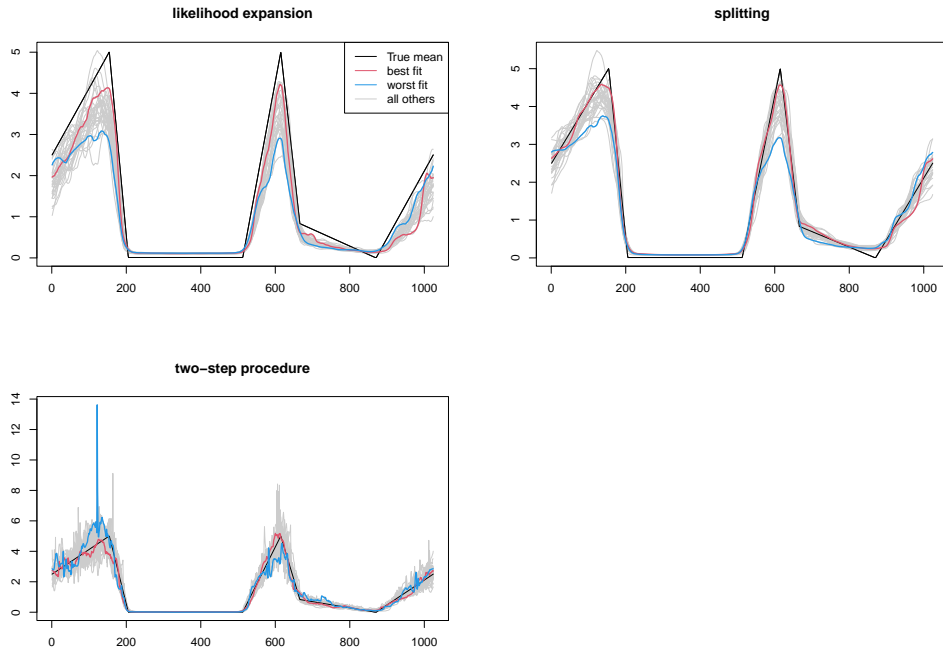 likelihood expansion
5
4
3
2
1
0
True mean
best fit
worst fit
all others
0 200 400 600 800 1000
splitting
5
4
3
2
1
0
0 200 400 600 800 1000
two−step procedure
14
12
10
8
6
4
2
0
0 200 400 600 800 1000